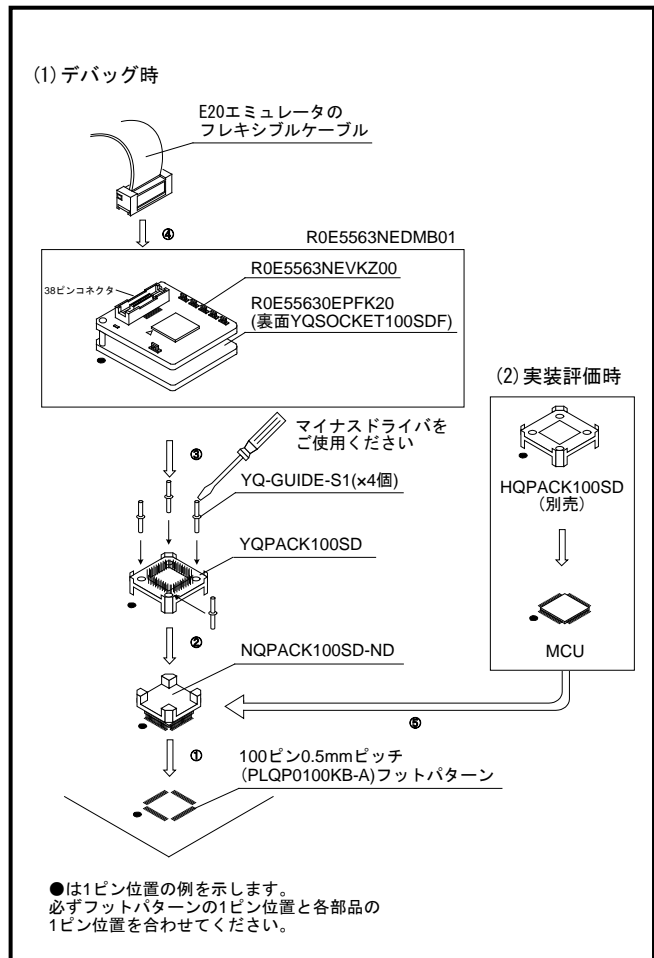 (1)デバッグ時
E20エミュレータの
フレキシブルケーブル
④
R0E5563NEDMB01
R0E5563NEVKZ00
38ピンコネクタ
R0E55630EPFK20
(裏面YQSOCKET100SDF)
③
マイナスドライバを
ご使用ください
YQ-GUIDE-S1(×4個)
YQPACK100SD
②
NQPACK100SD-ND
①
100ピン0.5mmピッチ
(PLQP0100KB-A)フットパターン
(2)実装評価時
HQPACK100SD
(別売)
MCU
⑤
●は1ピン位置の例を示します。
必ずフットパターンの1ピン位置と各部品の
1ピン位置を合わせてください。